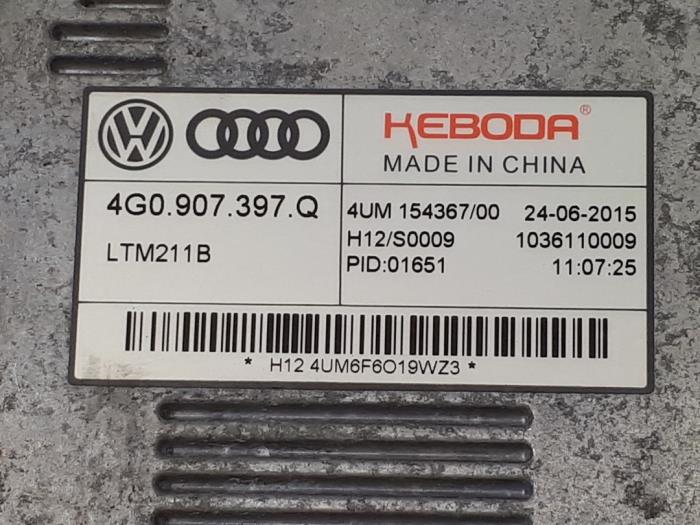 KEBODA®
MADE IN CHINA
4G0.907.397.Q
LTM211B
4UM 154367/00 24-06-2015
H12/S0009 1036110009
PID:01651 11:07:25
* H12 4UM6F6O19WZ3 *